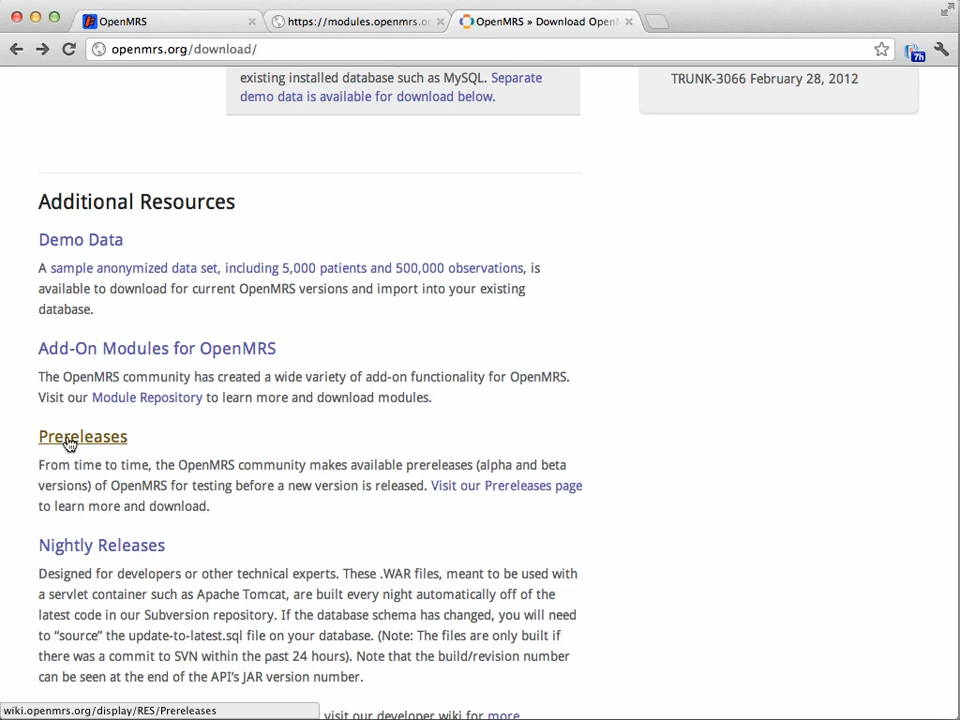 OpenMRS
https://modules.openmrs.or
OpenMRS » Download Open
openmrs.org/download/
7h
existing installed database such as MySQL. Separate
demo data is available for download below.
TRUNK-3066 February 28, 2012
Additional Resources
Demo Data
A sample anonymized data set, including 5,000 patients and 500,000 observations, is
available to download for current OpenMRS versions and import into your existing
database.
Add-On Modules for OpenMRS
The OpenMRS community has created a wide variety of add-on functionality for OpenMRS.
Visit our Module Repository to learn more and download modules.
Prereleases
From time to time, the OpenMRS community makes available prereleases (alpha and beta
versions) of OpenMRS for testing before a new version is released. Visit our Prereleases page
to learn more and download.
Nightly Releases
Designed for developers or other technical experts. These .WAR files, meant to be used with
a servlet container such as Apache Tomcat, are built every night automatically off of the
latest code in our Subversion repository. If the database schema has changed, you will need
to “source” the update-to-latest.sql file on your database. (Note: The files are only built if
there was a commit to SVN within the past 24 hours). Note that the build/revision number
can be seen at the end of the API’s JAR version number.
visit our developer wiki for more
wiki.openmrs.org/display/RES/Prereleases